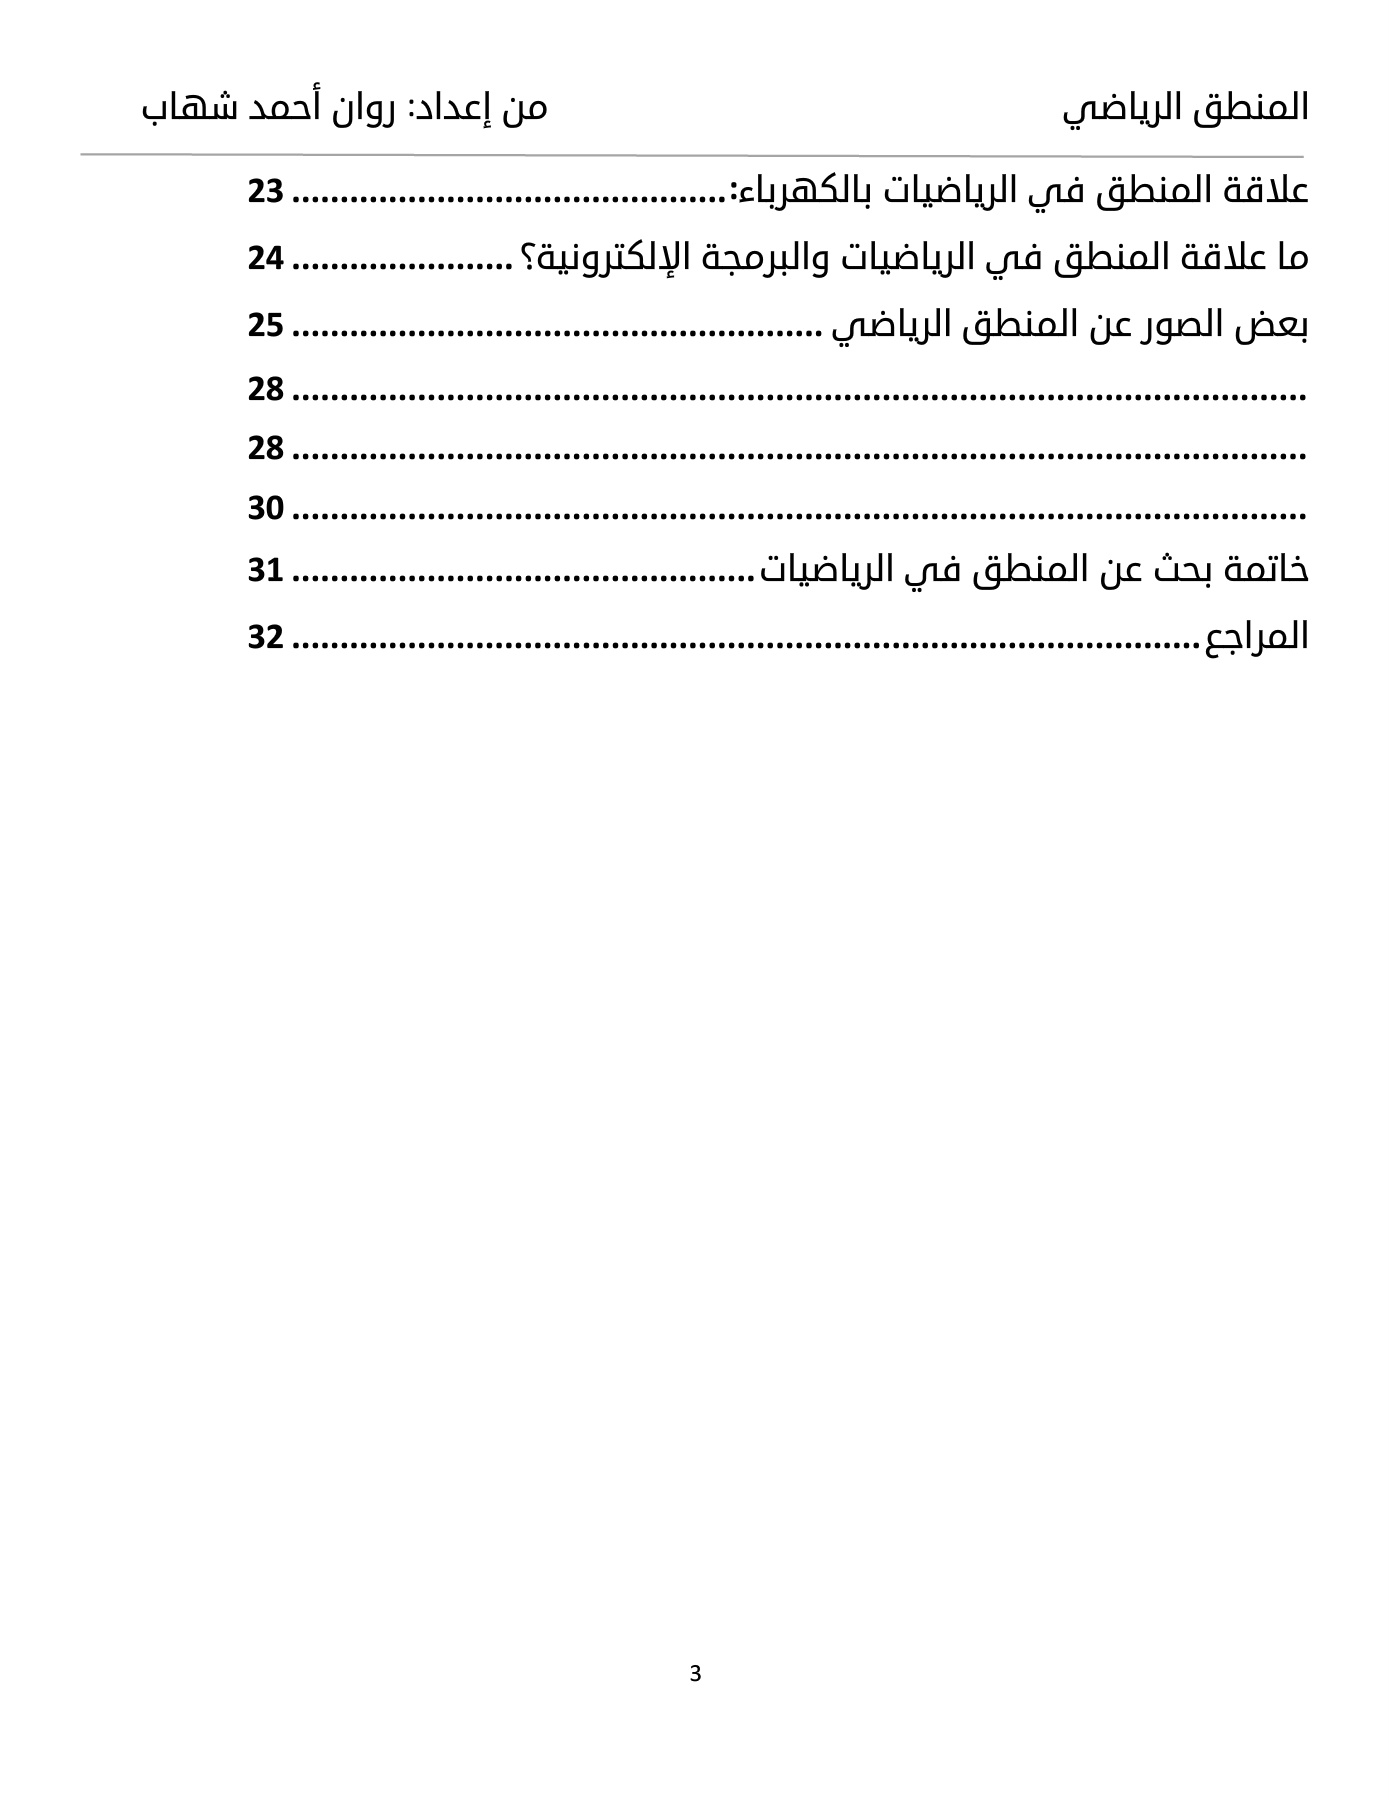 المنطق الرياضي من إعداد: روان أحمد شهاب
علاقة المنطق في الرياضيات بالكهرباء:............................................. 23
ما علاقة المنطق في الرياضيات والبرمجة الإلكترونية؟ ....................... 24
بعض الصور عن المنطق الرياضي ....................................................... 25
......................................................................................................... 28
......................................................................................................... 28
......................................................................................................... 30
خاتمة بحث عن المنطق في الرياضيات................................................ 31
المراجع.............................................................................................. 32
3